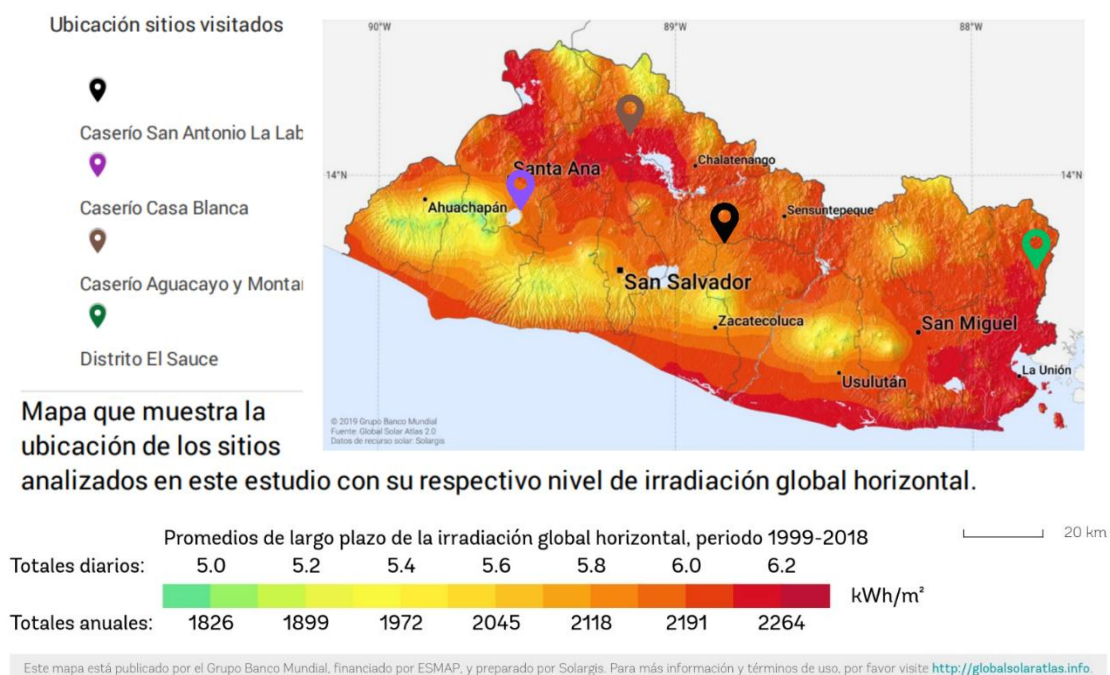 Ubicación sitios visitados
Caserío San Antonio La Lab
Caserío Casa Blanca
Caserío Aguacayo y Monta
Distrito El Sauce
90°W
89°W
88°W
14°N
14°N
Santa Ana
Chalatenango
Ahuachapán
Sensuntepeque
San Salvador
Zacatecoluca
San Miguel
La Unión
Usulután
© 2019 Grupo Banco Mundial
Fuente: Global Solar Atlas 2.0
Datos de recurso solar: Solargis
Mapa que muestra la
ubicación de los sitios
analizados en este estudio con su respectivo nivel de irradiación global horizontal.
Promedios de largo plazo de la irradiación global horizontal, periodo 1999-2018
20 km
Totales diarios: 5.0 5.2 5.4 5.6 5.8 6.0 6.2
kWh/m²
Totales anuales: 1826 1899 1972 2045 2118 2191 2264
Este mapa está publicado por el Grupo Banco Mundial, financiado por ESMAP, y preparado por Solargis. Para más información y términos de uso, por favor visite http://globalsolaratlas.info.